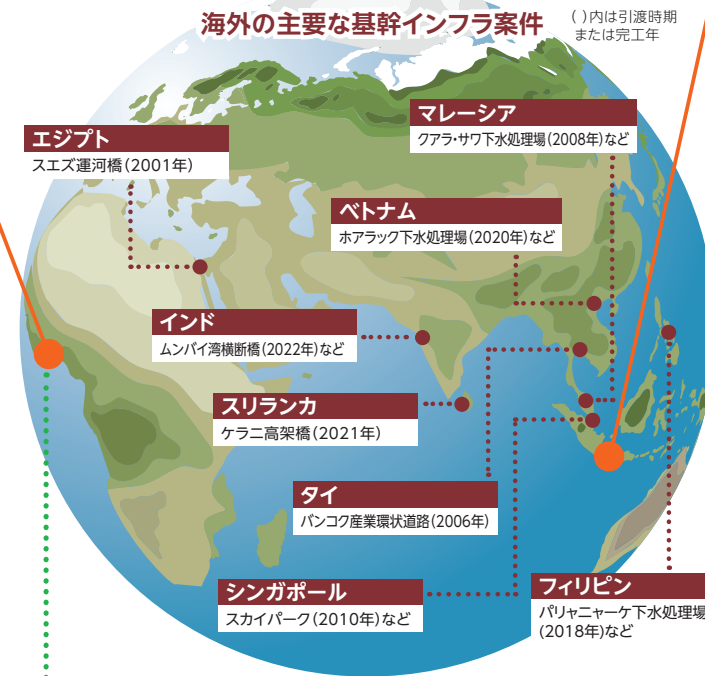 海外の主要な基幹インフラ案件
( )内は引渡時期
または完工年
エジプト
スエズ運河橋(2001年)
マレーシア
クアラ・サワ下水処理場(2008年)など
ベトナム
ホアラック下水処理場(2020年)など
インド
ムンバイ湾横断橋(2022年)など
スリランカ
ケラニ高架橋(2021年)
タイ
バンコク産業環状道路(2006年)
シンガポール
スカイパーク(2010年)など
フィリピン
パリャニャーケ下水処理場
(2018年)など